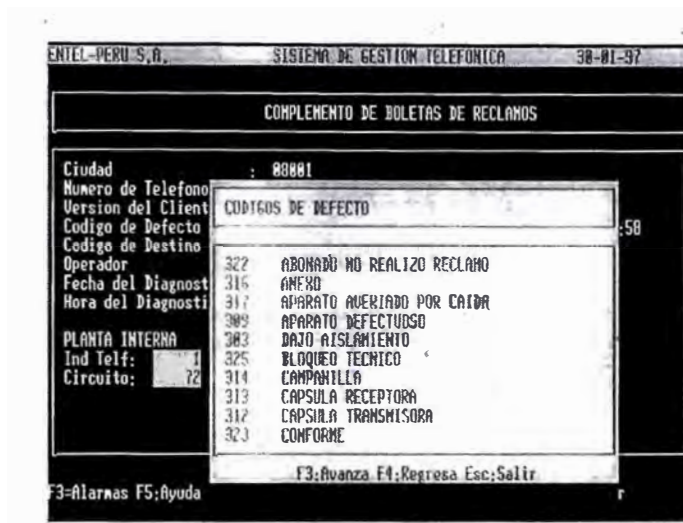 ENTEL-PERU S.A. SISTEMA DE GESTION TELEFONICA 30-01-97
COMPLEMENTO DE BOLETAS DE RECLAMOS
Ciudad : 08001
Numero de Telefono
Version del Client
Codigo de Defecto :58
Codigo de Destino
Operador
Fecha del Diagnost
Hora del Diagnosti
PLANTA INTERNA
Ind Telf: 1
Circuito: 72
CODIGOS DE DEFECTO
322 ABONADO NO REALIZO RECLAMO
316 ANEXO
317 APARATO AVERIADO POR CAIDA
309 APARATO DEFECTUOSO
303 BAJO AISLAMIENTO
325 BLOQUEO TECNICO
314 CAMPANILLA
313 CAPSULA RECEPTORA
312 CAPSULA TRANSMISORA
323 CONFORME
F3:Avanza F4:Regresa Esc:Salir
F3=Alarmas F5:Ayuda r